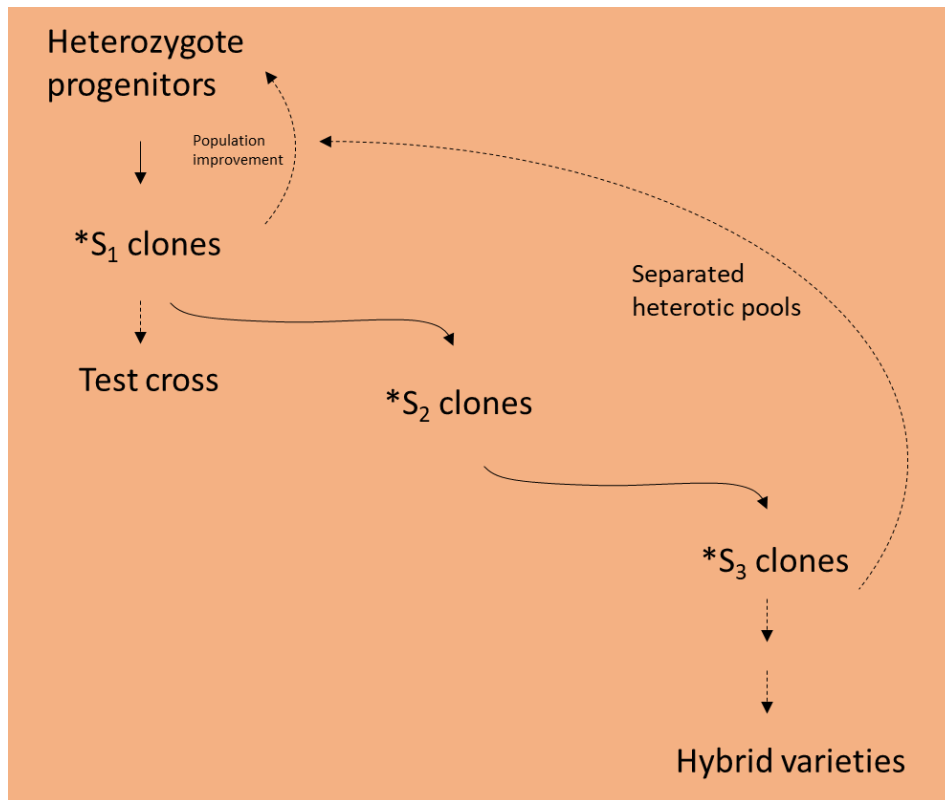 Heterozygote
progenitors
Population
improvement
*S₁ clones
Separated
heterotic pools
Test cross
*S₂ clones
*S₃ clones
Hybrid varieties